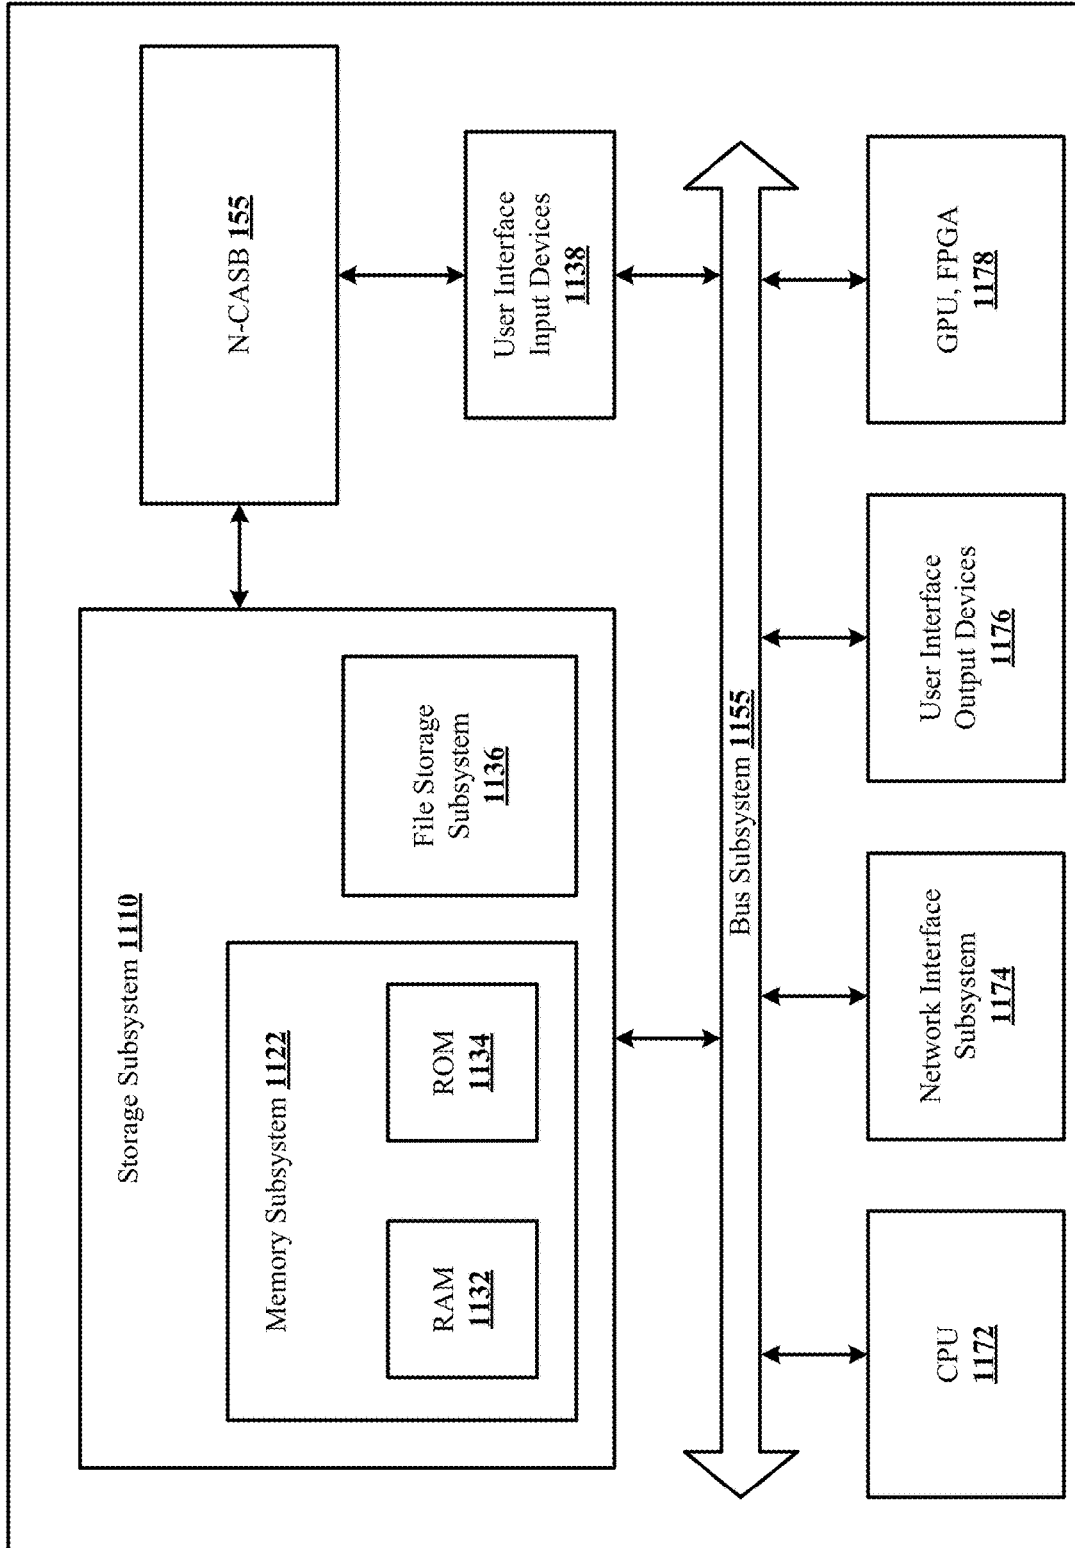 Storage Subsystem 1110
Memory Subsystem 1122
RAM
1132
ROM
1134
File Storage
Subsystem
1136
N-CASB 155
User Interface
Input Devices
1138
Bus Subsystem 1155
CPU
1172
Network Interface
Subsystem
1174
User Interface
Output Devices
1176
GPU, FPGA
1178